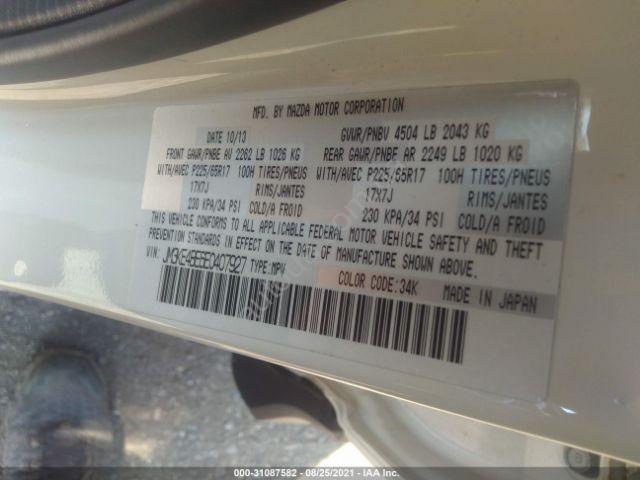 MFD. BY MAZDA MOTOR CORPORATION
DATE 10/13 GVWR/PNBV 4504 LB 2043 KG
FRONT GAWR/PNBE AV 2262 LB 1026 KG REAR GAWR/PNBE AR 2249 LB 1020 KG
WITH/AVEC P225/65R17 100H TIRES/PNEUS WITH/AVEC P225/65R17 100H TIRES/PNEUS
17X7J RIMS/JANTES 17X7J RIMS/JANTES
230 KPA/34 PSI COLD/A FROID 230 KPA/34 PSI COLD/A FROID
THIS VEHICLE CONFORMS TO ALL APPLICABLE FEDERAL MOTOR VEHICLE SAFETY AND THEFT
PREVENTION STANDARDS IN EFFECT ON THE DATE OF MANUFACTURE SHOWN ABOVE.
VIN: TYPE:MPV
COLOR CODE:34K MADE IN JAPAN
000-31087582 - 08/25/2021 - IAA Inc.